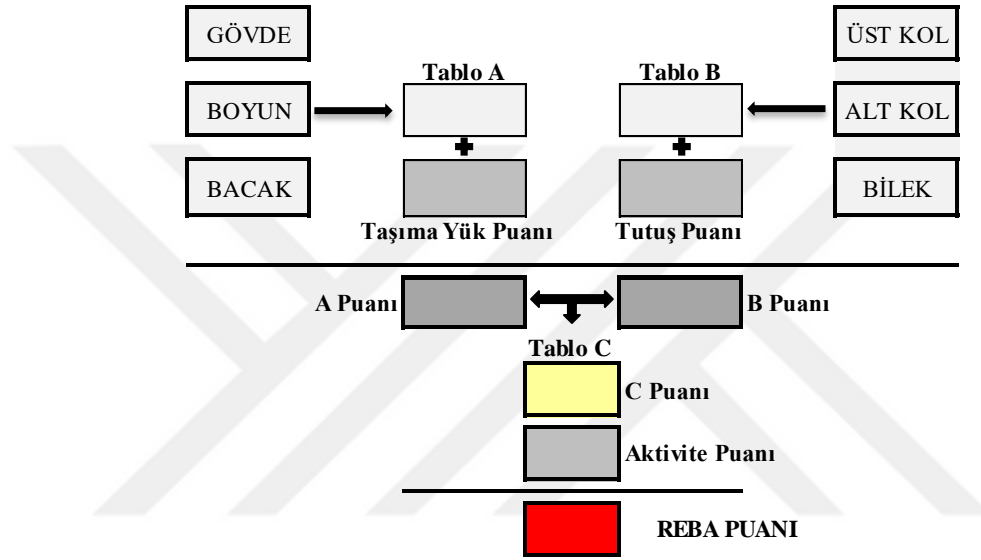 GÖVDE
ÜST KOL
Tablo A
Tablo B
BOYUN
ALT KOL
BACAK
BİLEK
Taşıma Yük Puanı
Tutuş Puanı
A Puanı
B Puanı
Tablo C
C Puanı
Aktivite Puanı
REBA PUANI